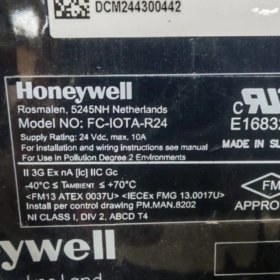 DCM244300442
Honeywell
Rosmalen, 5245NH Netherlands
Model NO: FC-IOTA-R24
Supply Rating: 24 Vdc, max. 10A
For wiring and installation instructions see manual
For Use in Pollution Degree 2 Environments
II 3G Ex nA [ic] IIC Gc
-40°C ≤ TAMBIENT ≤ +70°C
<FM13 ATEX 0037U> <IECEx FMG 13.0017U>
Install per control drawing PM.MAN.8202
NI CLASS I, DIV 2, ABCD T4
C
E1683
MADE IN
FM
APPRO
ywell